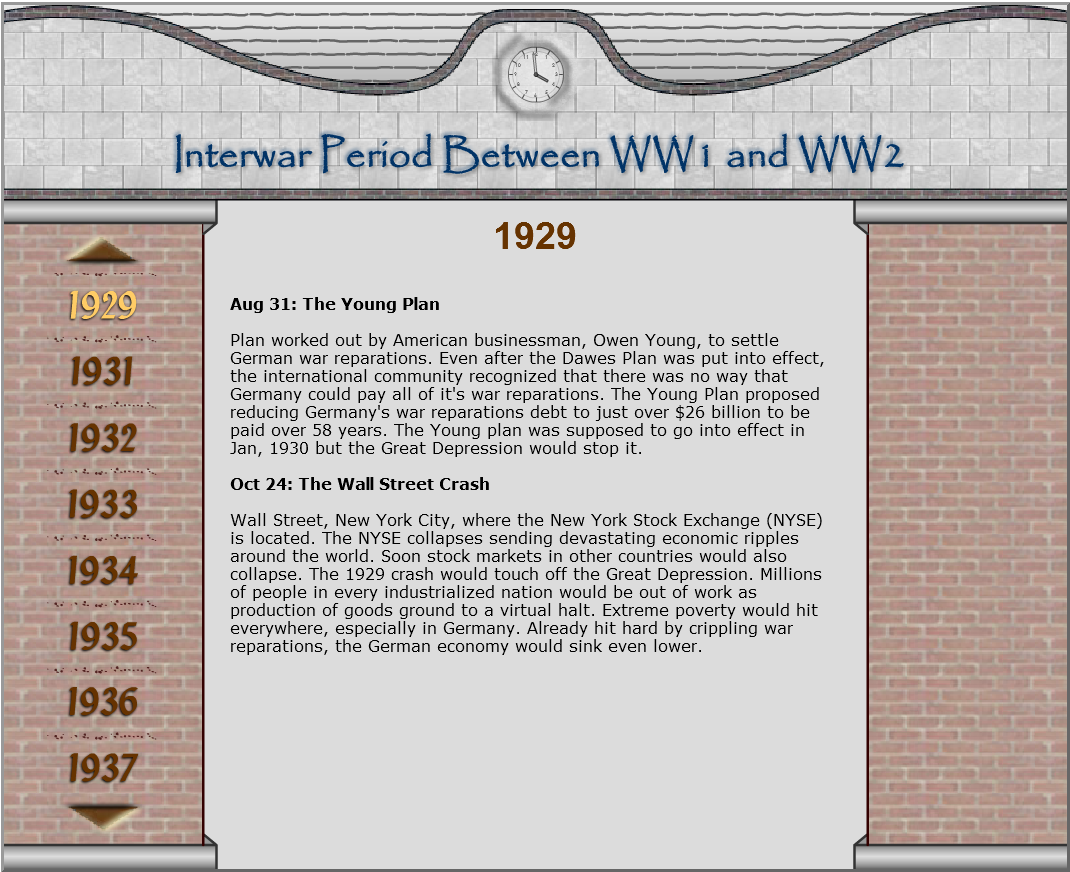 Interwar Period Between WW1 and WW2
1929
1931
1932
1933
1934
1935
1936
1937
1929
Aug 31: The Young Plan
Plan worked out by American businessman, Owen Young, to settle
German war reparations. Even after the Dawes Plan was put into effect,
the international community recognized that there was no way that
Germany could pay all of it's war reparations. The Young Plan proposed
reducing Germany's war reparations debt to just over $26 billion to be
paid over 58 years. The Young plan was supposed to go into effect in
Jan, 1930 but the Great Depression would stop it.
Oct 24: The Wall Street Crash
Wall Street, New York City, where the New York Stock Exchange (NYSE)
is located. The NYSE collapses sending devastating economic ripples
around the world. Soon stock markets in other countries would also
collapse. The 1929 crash would touch off the Great Depression. Millions
of people in every industrialized nation would be out of work as
production of goods ground to a virtual halt. Extreme poverty would hit
everywhere, especially in Germany. Already hit hard by crippling war
reparations, the German economy would sink even lower.